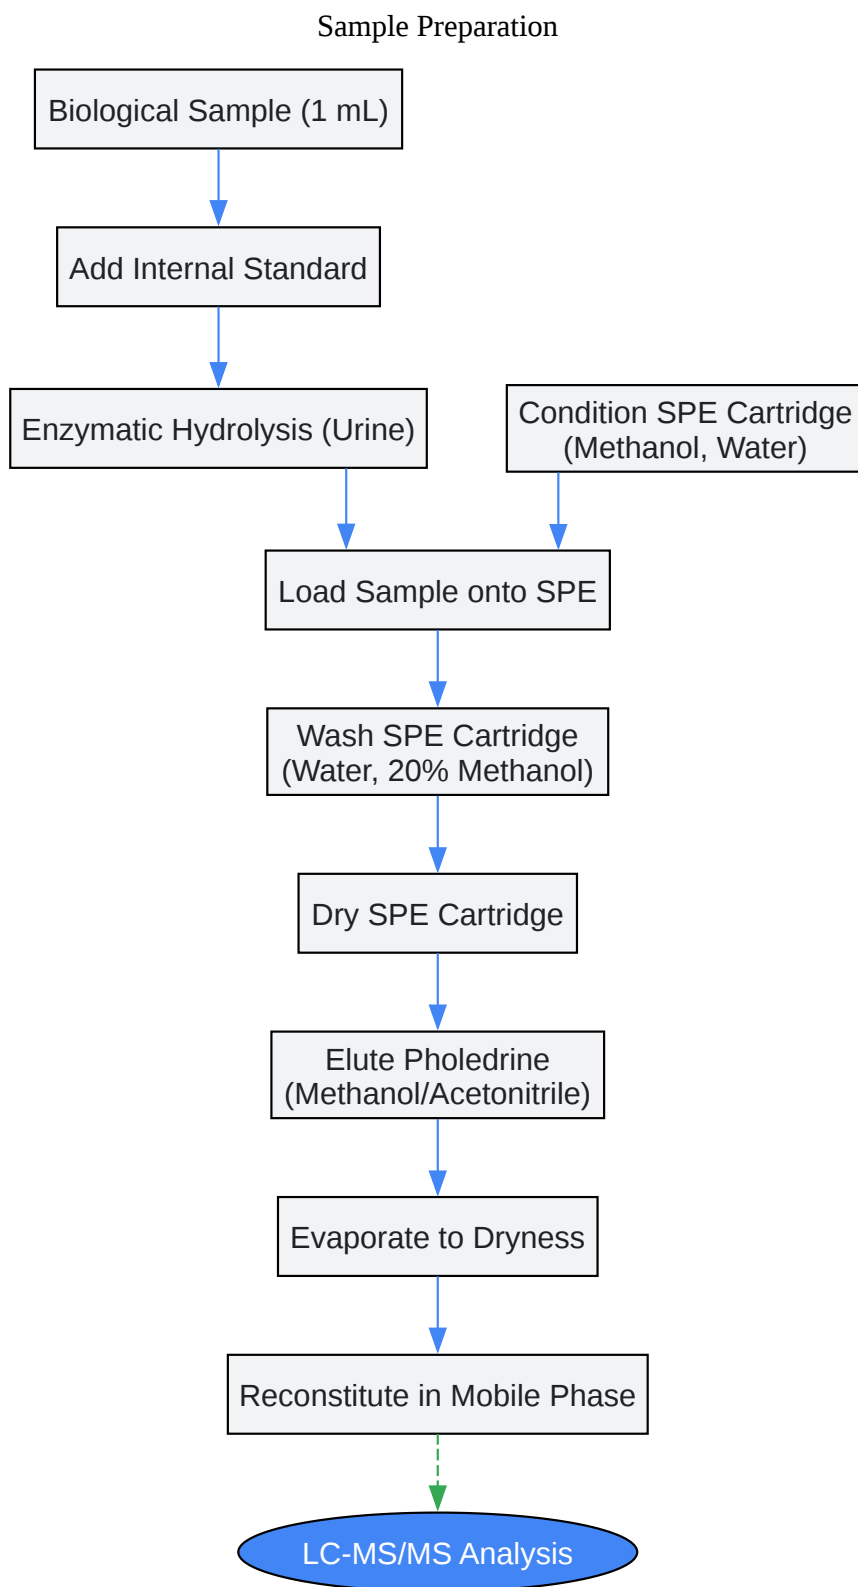 Sample Preparation
Biological Sample (1 mL)
Add Internal Standard
Enzymatic Hydrolysis (Urine)
Condition SPE Cartridge
(Methanol, Water)
Load Sample onto SPE
Wash SPE Cartridge
(Water, 20% Methanol)
Dry SPE Cartridge
Elute Pholedrine
(Methanol/Acetonitrile)
Evaporate to Dryness
Reconstitute in Mobile Phase
LC-MS/MS Analysis